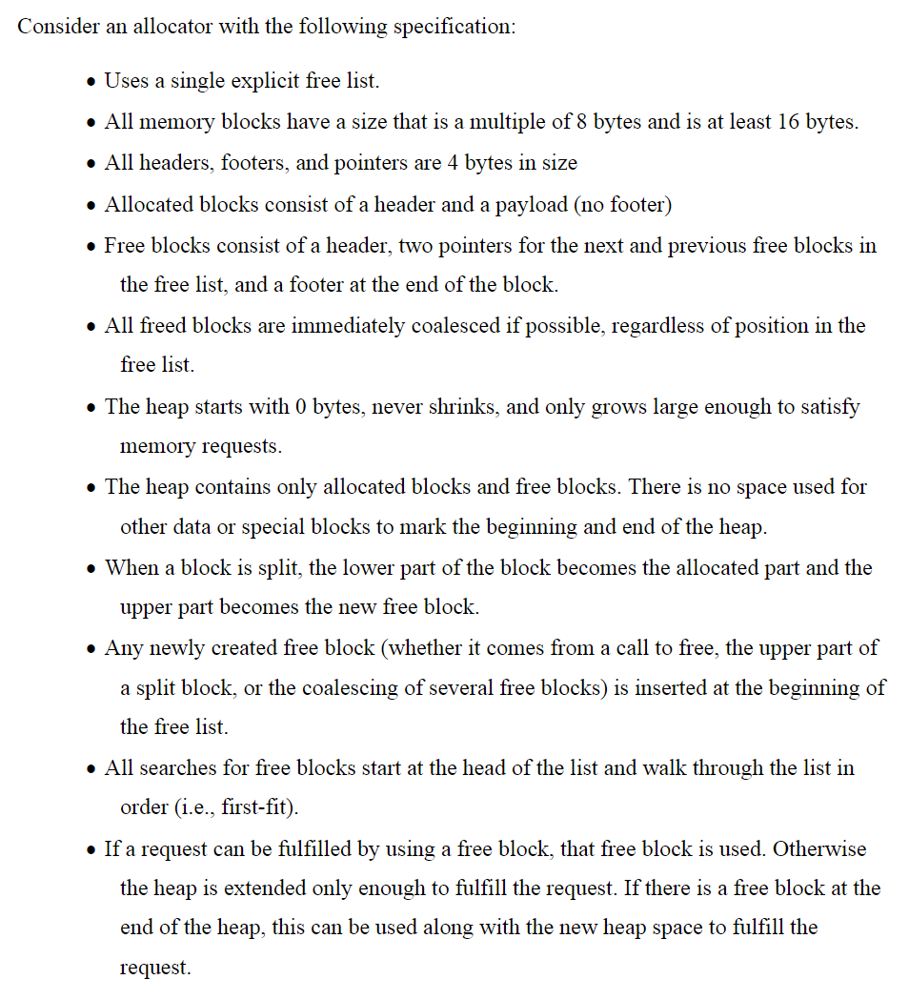 Consider an allocator with the following specification:
• Uses a single explicit free list.
• All memory blocks have a size that is a multiple of 8 bytes and is at least 16 bytes.
• All headers, footers, and pointers are 4 bytes in size
• Allocated blocks consist of a header and a payload (no footer)
• Free blocks consist of a header, two pointers for the next and previous free blocks in
the free list, and a footer at the end of the block.
• All freed blocks are immediately coalesced if possible, regardless of position in the
free list.
• The heap starts with 0 bytes, never shrinks, and only grows large enough to satisfy
memory requests.
• The heap contains only allocated blocks and free blocks. There is no space used for
other data or special blocks to mark the beginning and end of the heap.
• When a block is split, the lower part of the block becomes the allocated part and the
upper part becomes the new free block.
• Any newly created free block (whether it comes from a call to free, the upper part of
a split block, or the coalescing of several free blocks) is inserted at the beginning of
the free list.
• All searches for free blocks start at the head of the list and walk through the list in
order (i.e., first-fit).
• If a request can be fulfilled by using a free block, that free block is used. Otherwise
the heap is extended only enough to fulfill the request. If there is a free block at the
end of the heap, this can be used along with the new heap space to fulfill the
request.